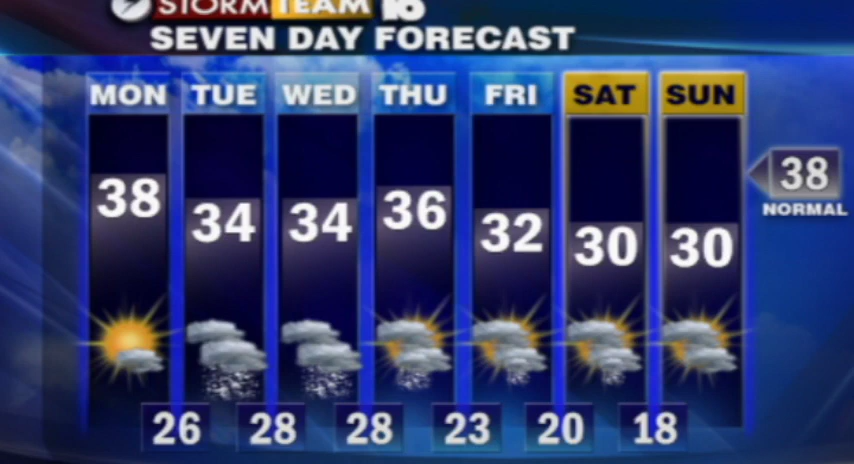 STORM TEAM 16
SEVEN DAY FORECAST
MON TUE WED THU FRI SAT SUN
38 34 34 36 32 30 30
38
NORMAL
26 28 28 23 20 18